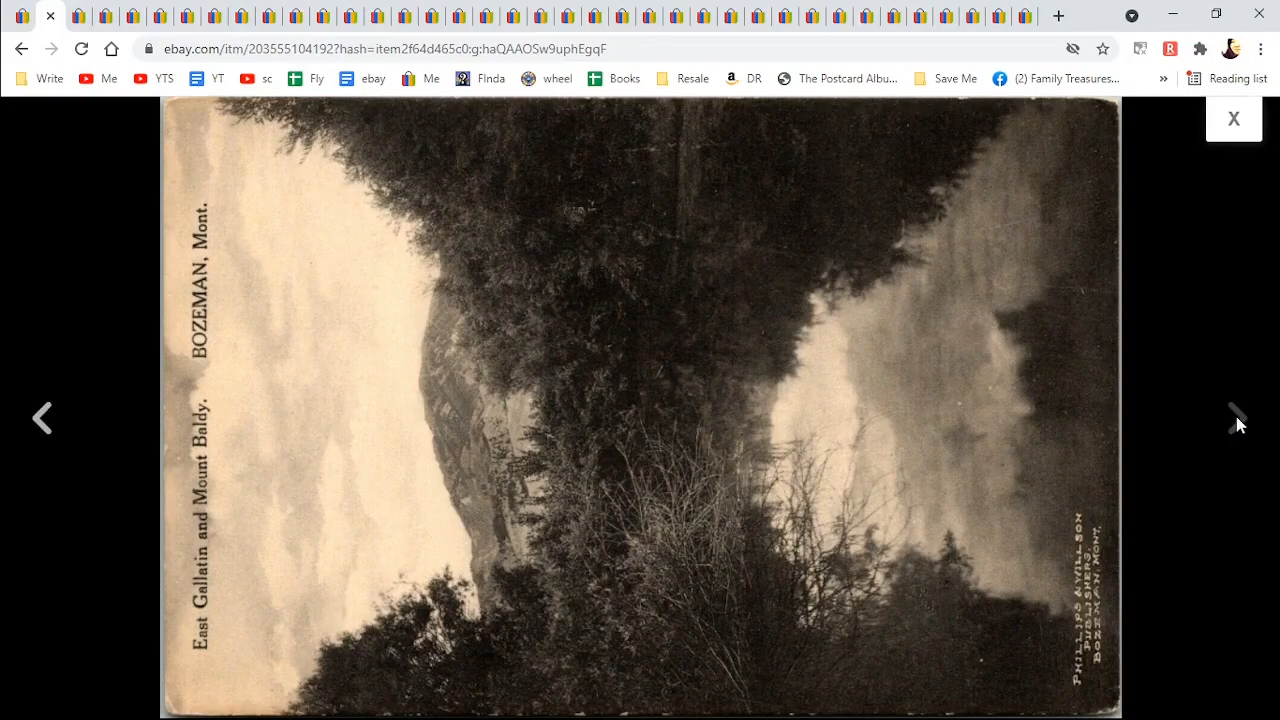 ebay.com/itm/203555104192?hash=item2f64d465c0:g:haQAAOSw9uphEgqF
Write
Me
YTS
YT
sc
Fly
ebay
Me
Finda
wheel
Books
Resale
DR
The Postcard Albu...
Save Me
(2) Family Treasures...
»
Reading list
X
East Gallatin and Mount Baldy. BOZEMAN, Mont.
PHILLIPS & WILLSON
PUBLISHERS.
BOZEMAN, MONT.